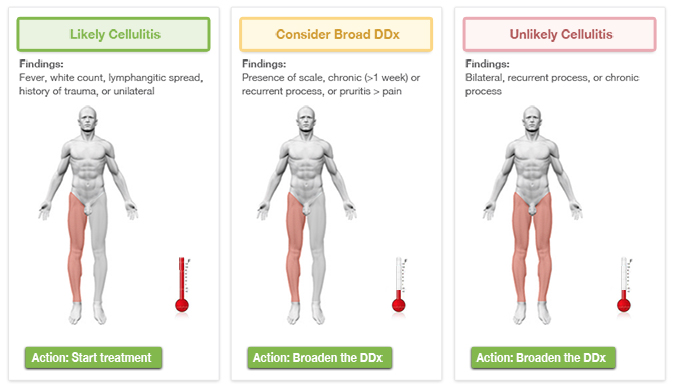 Likely Cellulitis
Findings:
Fever, white count, lymphangitic spread,
history of trauma, or unilateral
Action: Start treatment
Consider Broad DDx
Findings:
Presence of scale, chronic (>1 week) or
recurrent process, or pruritis > pain
Action: Broaden the DDx
Unlikely Cellulitis
Findings:
Bilateral, recurrent process, or chronic
process
Action: Broaden the DDx